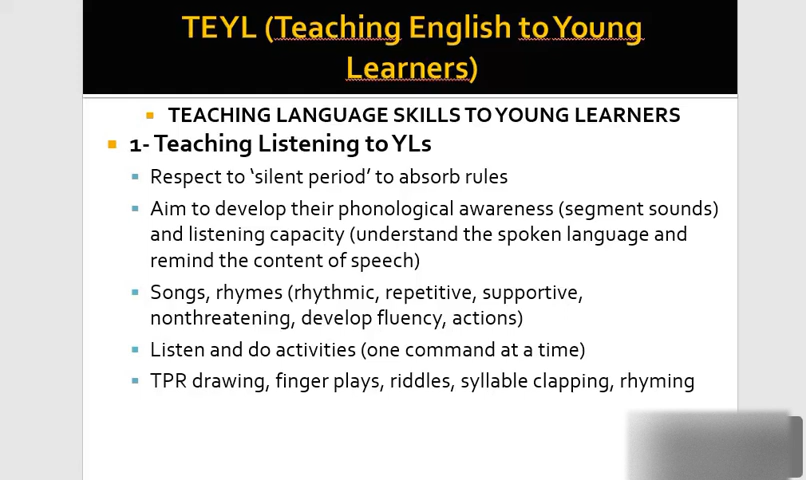 TEYL (Teaching English to Young
Learners)
TEACHING LANGUAGE SKILLS TO YOUNG LEARNERS
1- Teaching Listening to YLs
Respect to ‘silent period’ to absorb rules
Aim to develop their phonological awareness (segment sounds)
and listening capacity (understand the spoken language and
remind the content of speech)
Songs, rhymes (rhythmic, repetitive, supportive,
nonthreatening, develop fluency, actions)
Listen and do activities (one command at a time)
TPR drawing, finger plays, riddles, syllable clapping, rhyming